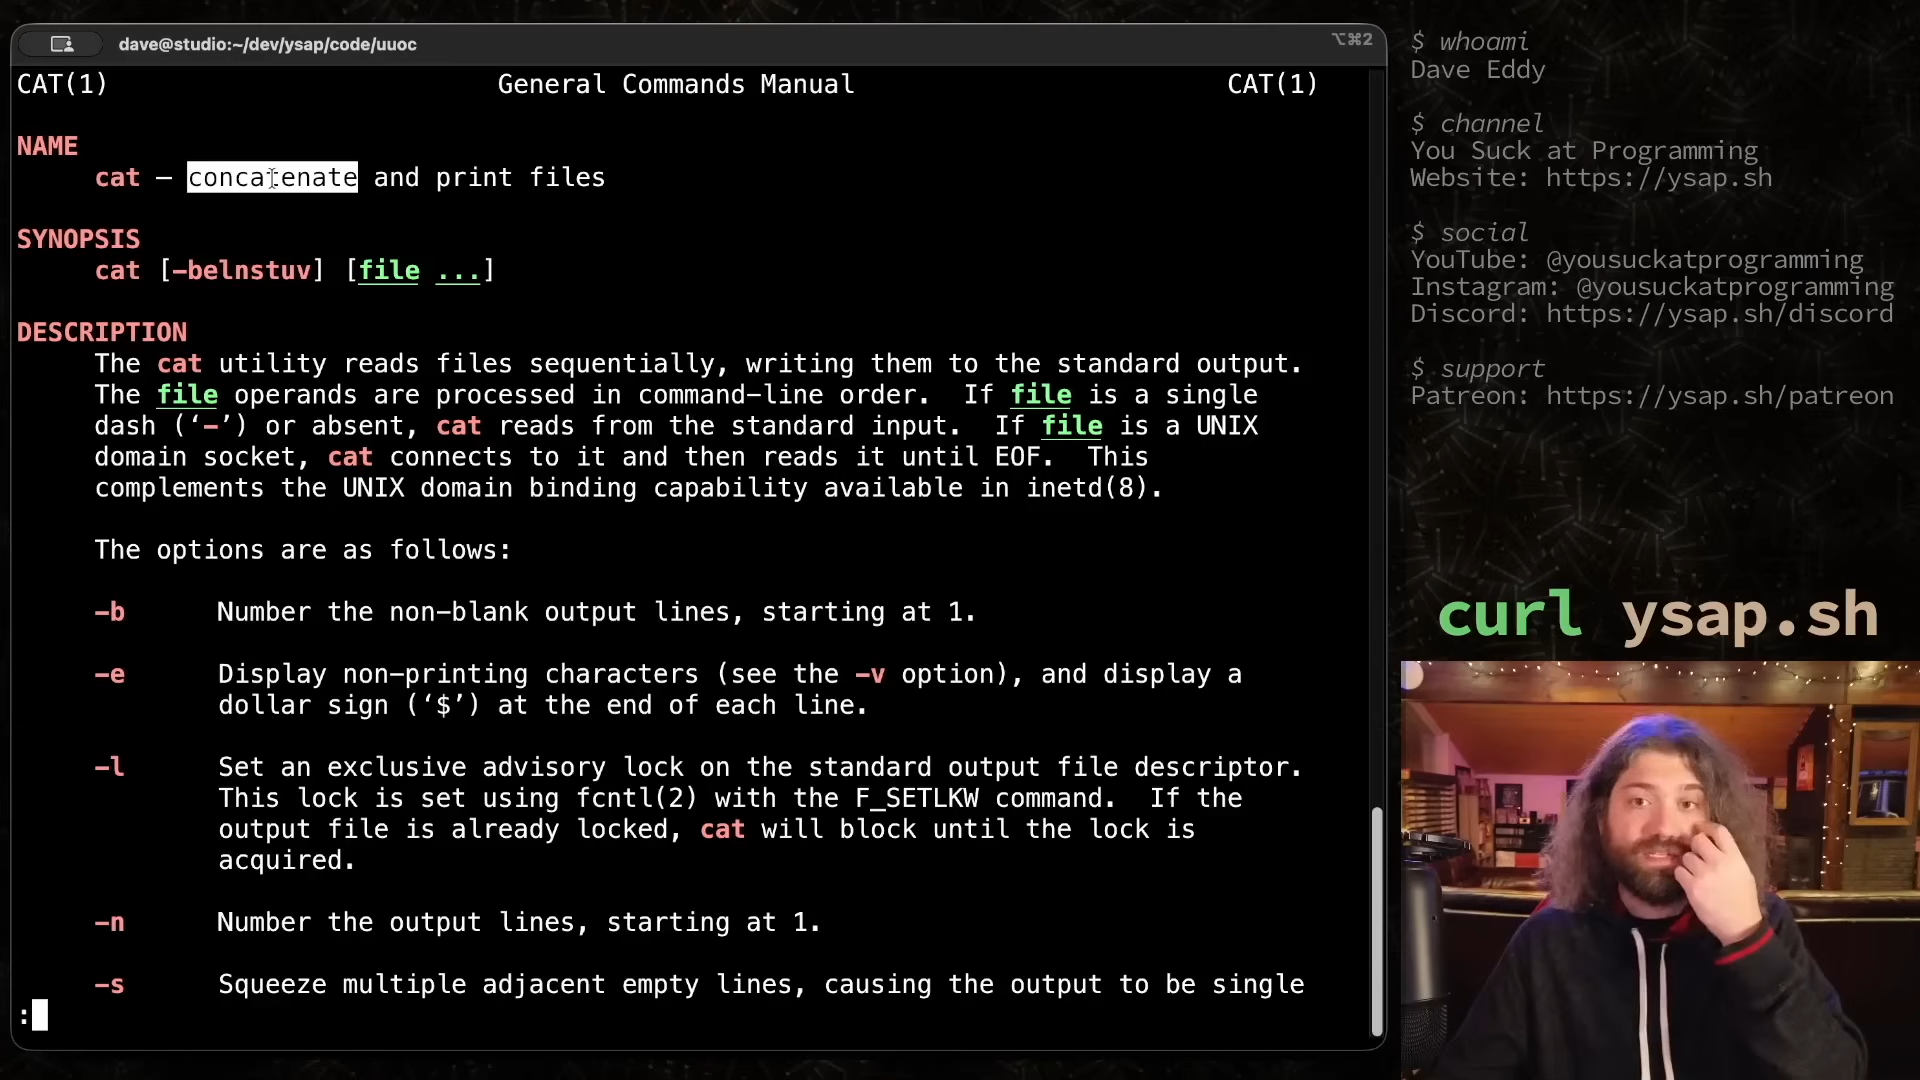 dave@studio:~/dev/ysap/code/uuoc
⌥⌘2
CAT(1) General Commands Manual CAT(1)
NAME
cat – concatenate and print files
SYNOPSIS
cat [-belnstuv] [file ...]
DESCRIPTION
The cat utility reads files sequentially, writing them to the standard output.
The file operands are processed in command-line order. If file is a single
dash (‘-’) or absent, cat reads from the standard input. If file is a UNIX
domain socket, cat connects to it and then reads it until EOF. This
complements the UNIX domain binding capability available in inetd(8).
The options are as follows:
-b Number the non-blank output lines, starting at 1.
-e Display non-printing characters (see the -v option), and display a
dollar sign (‘$’) at the end of each line.
-l Set an exclusive advisory lock on the standard output file descriptor.
This lock is set using fcntl(2) with the F_SETLKW command. If the
output file is already locked, cat will block until the lock is
acquired.
-n Number the output lines, starting at 1.
-s Squeeze multiple adjacent empty lines, causing the output to be single
:
$ whoami
Dave Eddy
$ channel
You Suck at Programming
Website: https://ysap.sh
$ social
YouTube: @yousuckatprogramming
Instagram: @yousuckatprogramming
Discord: https://ysap.sh/discord
$ support
Patreon: https://ysap.sh/patreon
curl ysap.sh